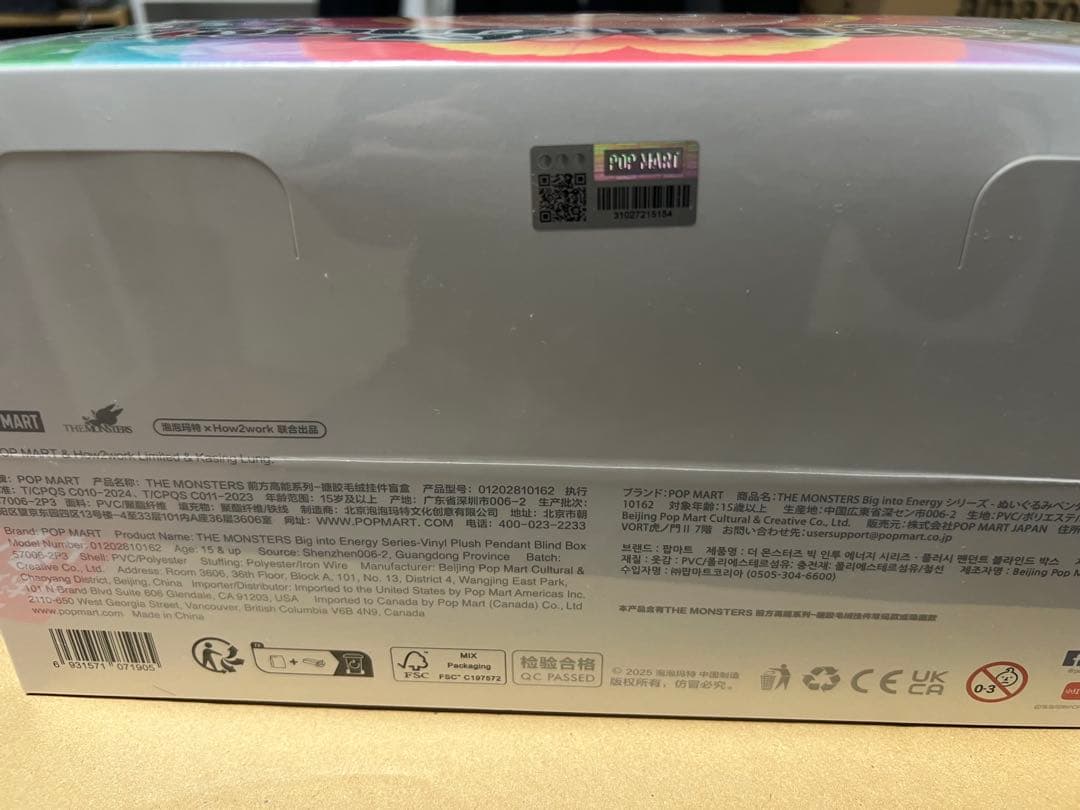 amazo
POP MART
31027215154
MART
THE MONSTERS
泡泡玛特 × How2work 联合出品
POP MART & How2work Limited & Kasing Lung.
POP MART 产品名称: THE MONSTERS 前方高能系列-搪胶毛绒挂件盲盒 产品型号: 01202810162 执行
T/CPQS C010-2024、T/CPQS C011-2023 年龄范围: 15岁及以上 产地: 广东省深圳市006-2 生产批次:
57006-2P3 面料: PVC/聚酯纤维 填充物: 聚酯纤维/铁线 制造商: 北京泡泡玛特文化创意有限公司 地址: 北京市朝
阳区望京东园四区13号楼-4至33层101内A座36层3606室 网址: WWW.POPMART.COM 电话: 400-023-2233
Brand: POP MART Product Name: THE MONSTERS Big into Energy Series-Vinyl Plush Pendant Blind Box
Model Number: 01202810162 Age: 15 & up Source: Shenzhen006-2, Guangdong Province Batch:
57006-2P3 Shell: PVC/Polyester Stuffing: Polyester/Iron Wire Manufacturer: Beijing Pop Mart Cultural &
Creative Co., Ltd. Address: Room 3606, 36th Floor, Block A, 101, No. 13, District 4, Wangjing East Park,
Chaoyang District, Beijing, China Importer/Distributor: Imported to the United States by Pop Mart Americas Inc.
101 N Brand Blvd Suite 806 Glendale, CA 91203, USA Imported to Canada by Pop Mart (Canada) Co., Ltd
2110-650 West Georgia Street, Vancouver, British Columbia V6B 4N9, Canada
www.popmart.com Made in China
ブランド: POP MART 商品名: THE MONSTERS Big into Energy シリーズ - ぬいぐるみペンダ
10162 対象年齢: 15歳以上 生産地: 中国広東省深セン市006-2 生地: PVC/ポリエステル
Beijing Pop Mart Cultural & Creative Co., Ltd. 販売元: 株式会社POP MART JAPAN 住所
VORT虎ノ門 II 7階 お問い合わせ先: usersupport@popmart.co.jp
브랜드 : 팝마트 제품명 : 더 몬스터즈 빅 인투 에너지 시리즈 - 플러시 펜던트 블라인드 박스
재질 : 겉감 : PVC/폴리에스테르섬유; 충전재: 폴리에스테르섬유/철선 제조자명 : Beijing Pop M
수입자명 : ㈜팝마트코리아 (0505-304-6600)
本产品含有THE MONSTERS 前方高能系列-搪胶毛绒挂件常规款或隐藏款
6 931571 071905
FR
FSC
MIX
Packaging
FSC® C197572
检验合格
QC PASSED
© 2025 泡泡玛特 中国制造
版权所有，仿冒必究。
CE
UK
CA
0-3